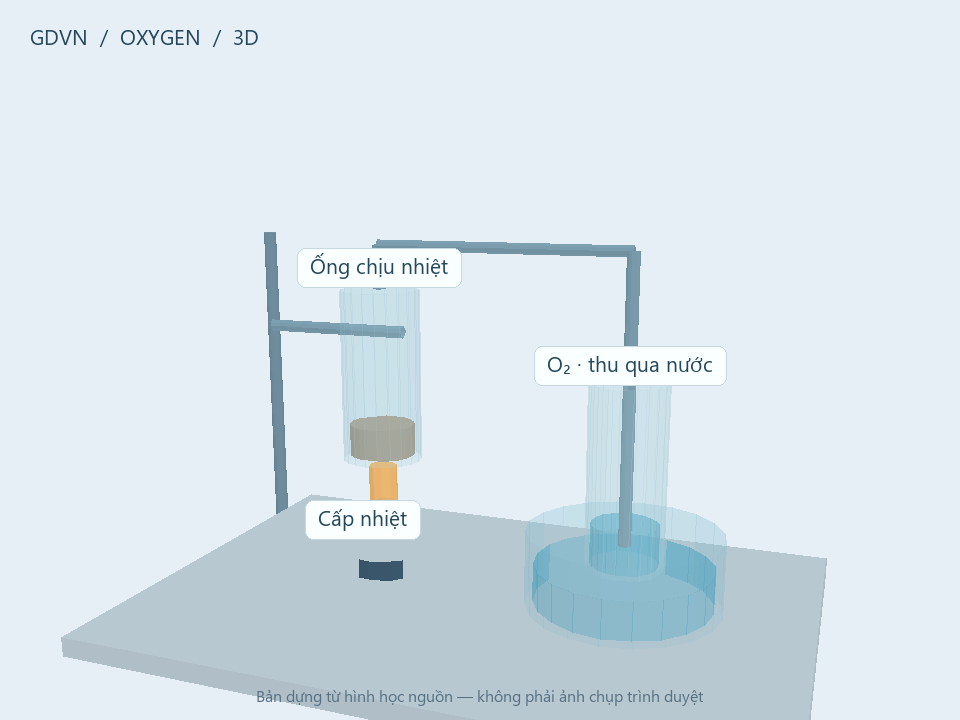 GDVN / OXYGEN / 3D
Ống chịu nhiệt
O₂ · thu qua nước
Cấp nhiệt
Bản dựng từ hình học nguồn — không phải ảnh chụp trình duyệt